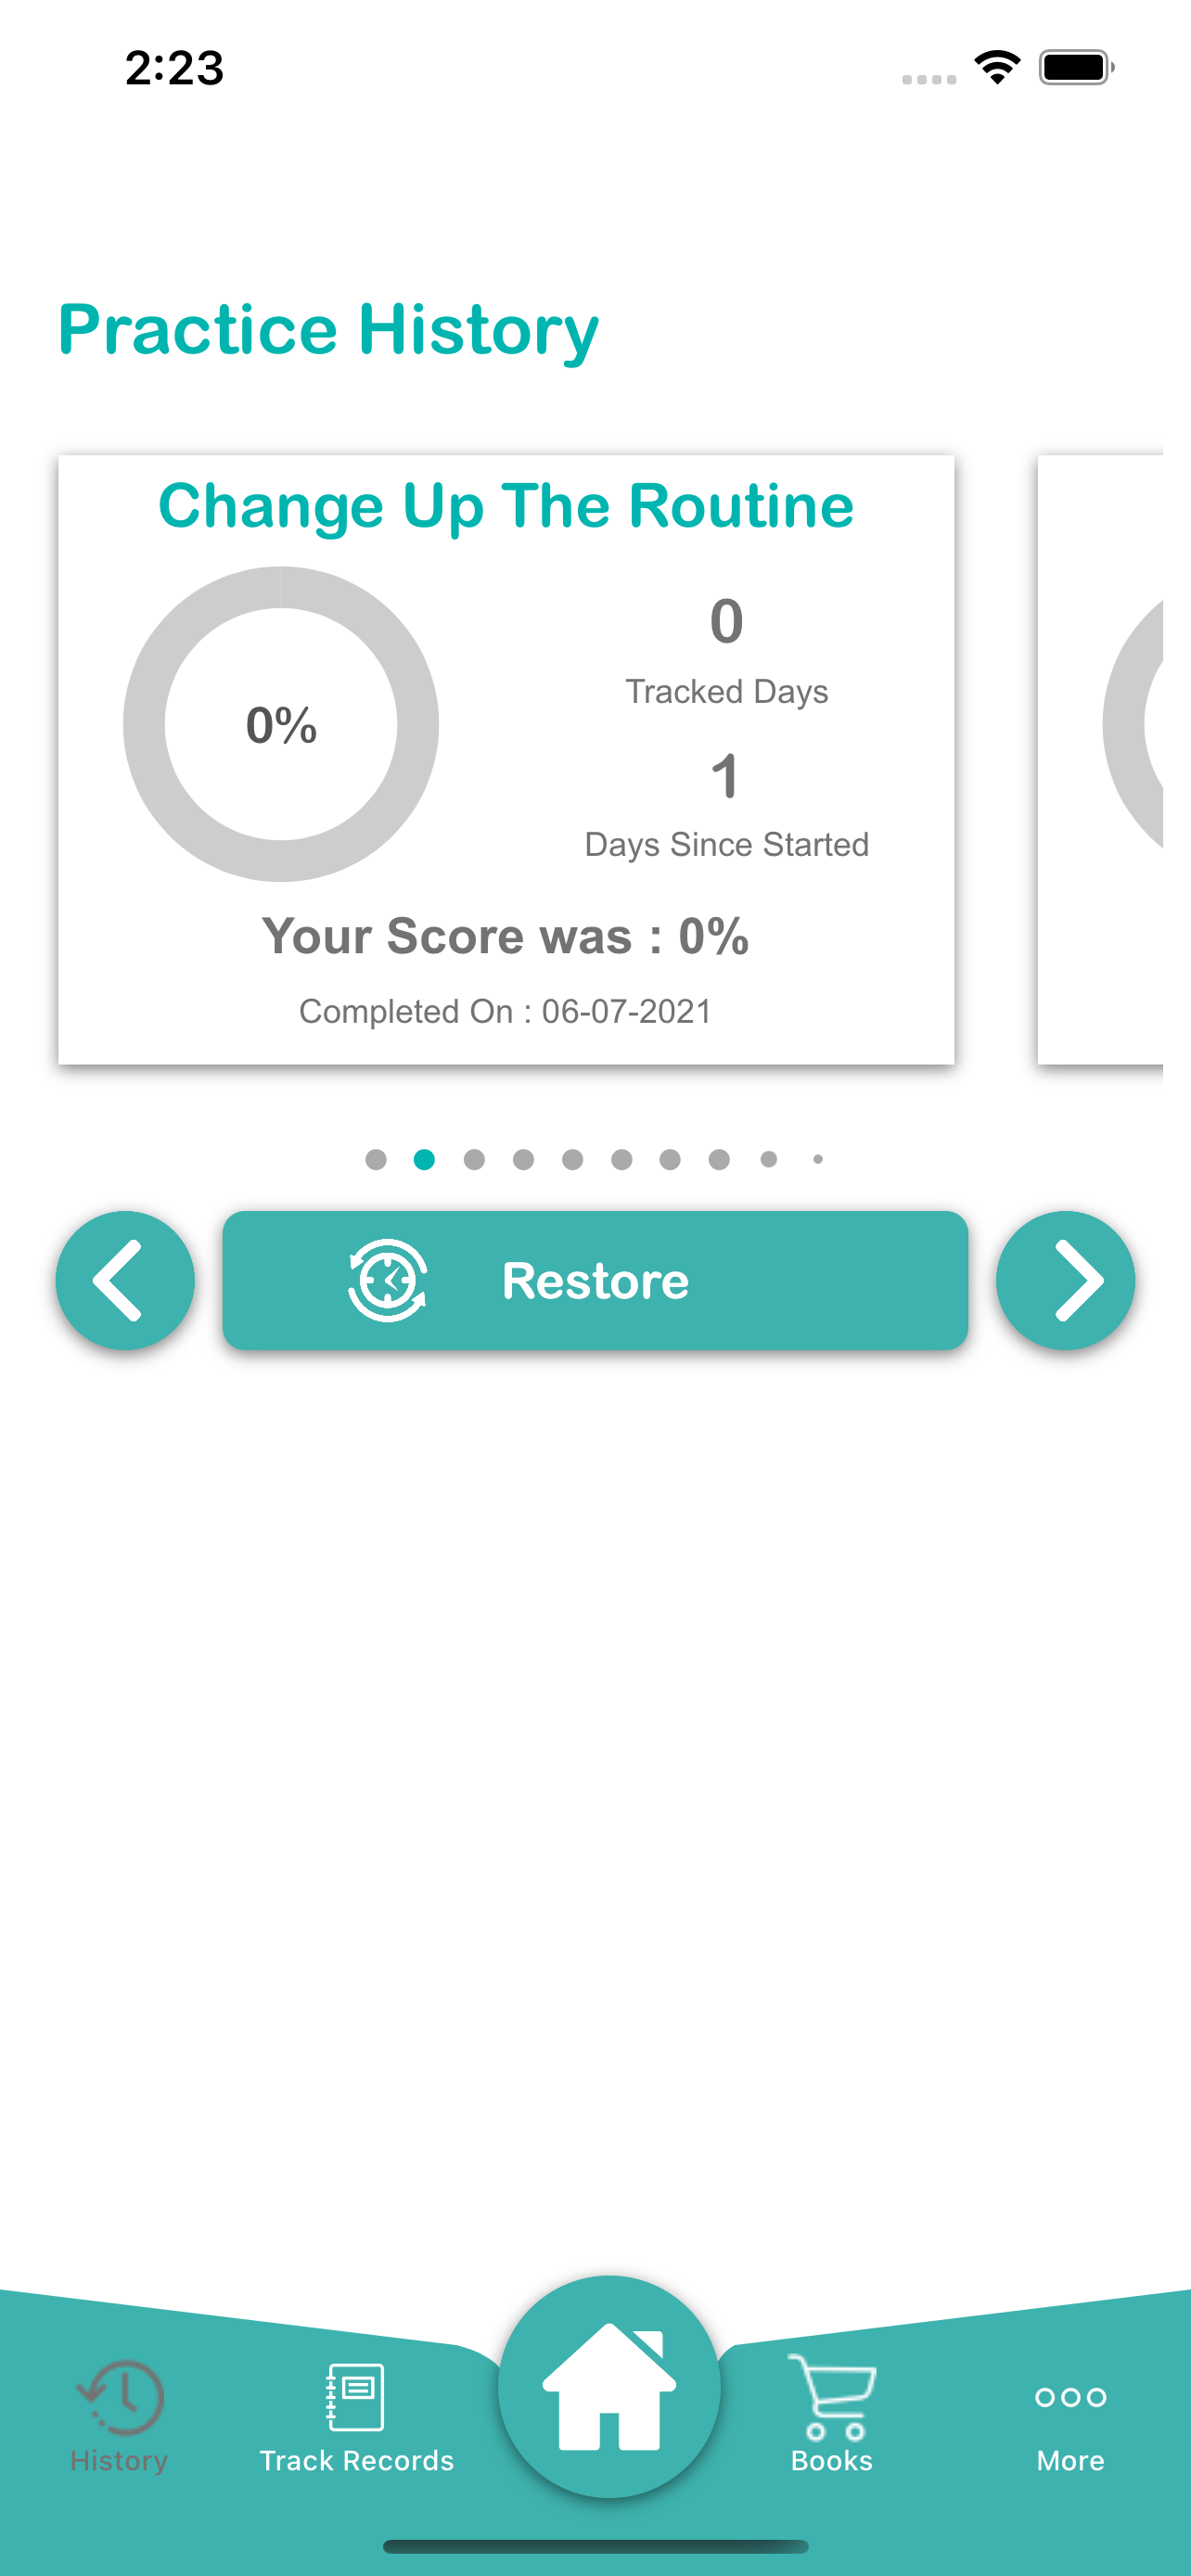 2:23
Practice History
Change Up The Routine
0%
0
Tracked Days
1
Days Since Started
Your Score was : 0%
Completed On : 06-07-2021
Restore
History
Track Records
Books
More